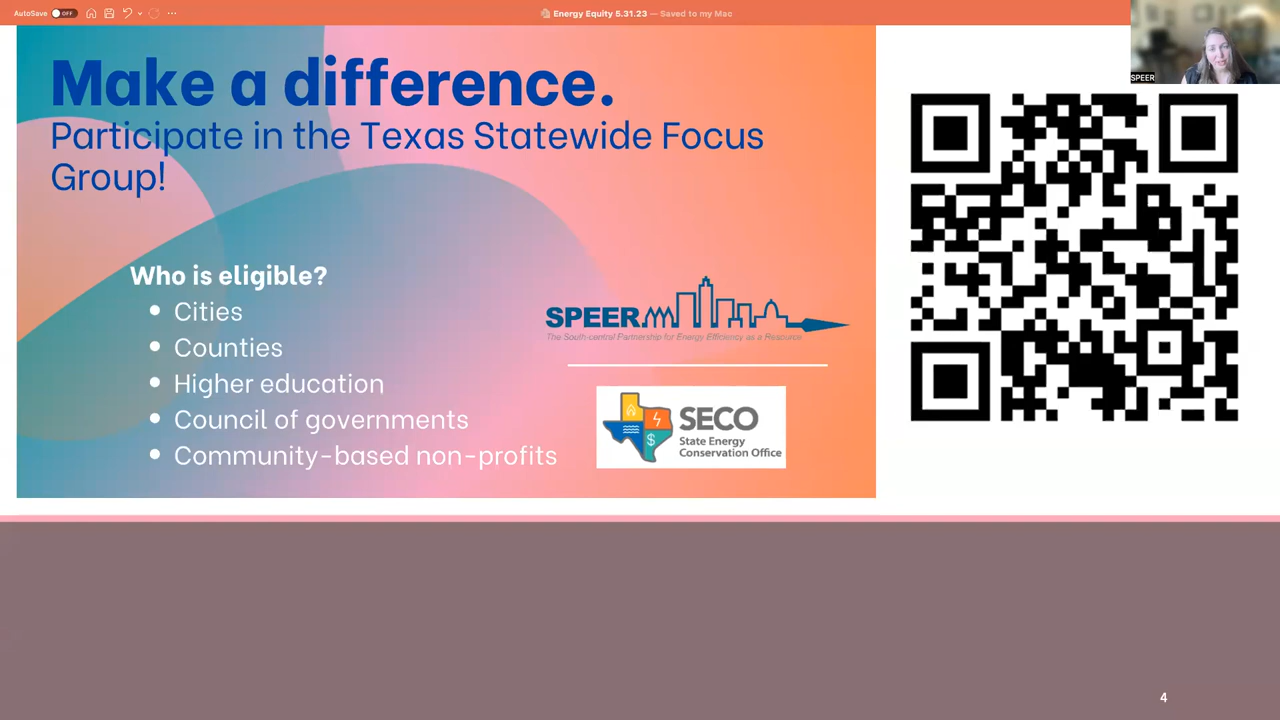 AutoSave OFF
Energy Equity 5.31.23 — Saved to my Mac
SPEER
Make a difference.
Participate in the Texas Statewide Focus
Group!
Who is eligible?
• Cities
• Counties
• Higher education
• Council of governments
• Community-based non-profits
SPEER
The South-central Partnership for Energy Efficiency as a Resource
SECO
State Energy
Conservation Office
$
4